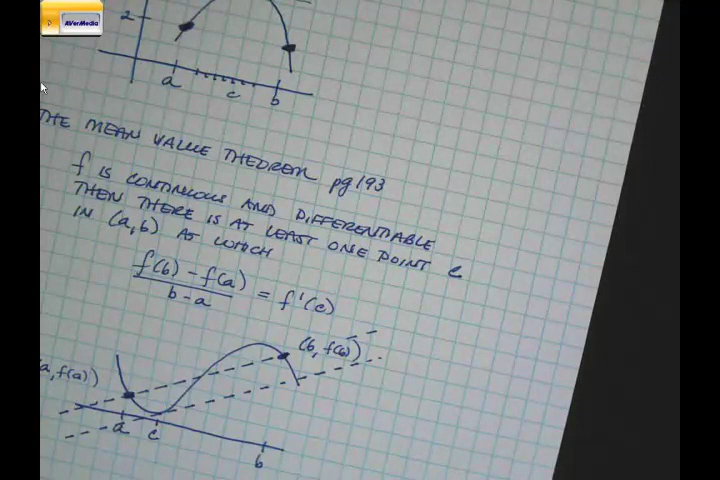 AVerMedia
2
a
c
b
THE MEAN VALUE THEOREM pg 193
f IS CONTINUOUS AND DIFFERENTIABLE
THEN THERE IS AT LEAST ONE POINT c
IN (a,b) AT WHICH
f(b) - f(a)
b - a
= f'(c)
(b, f(b))
a, f(a))
a
c
b